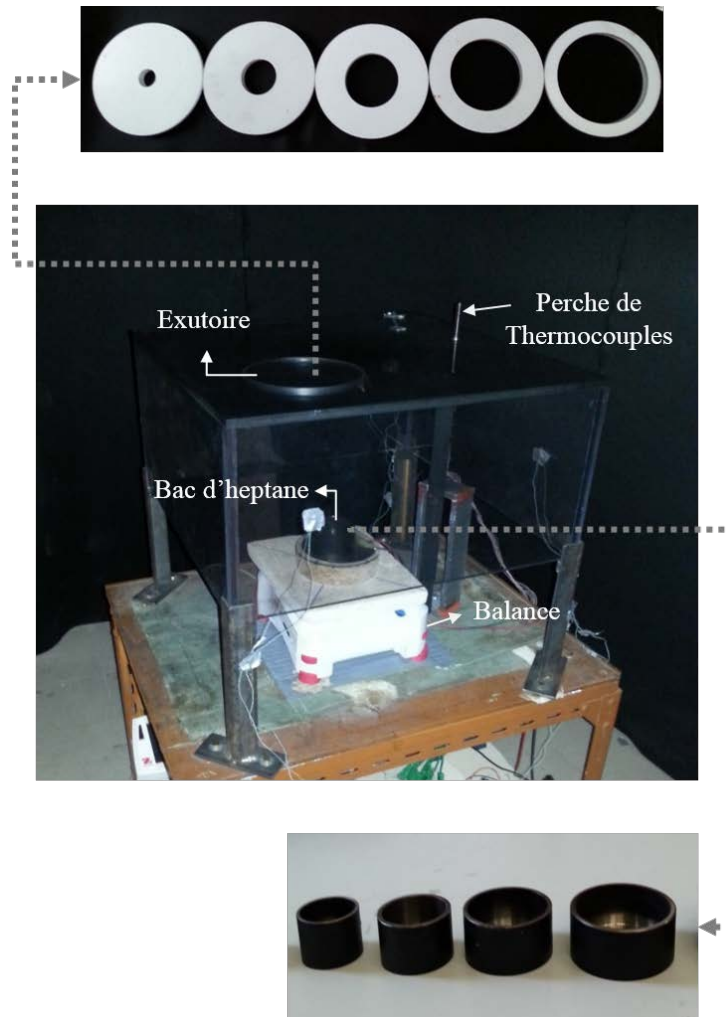 Exutoire
Perche de
Thermocouples
Bac d'heptane
Balance